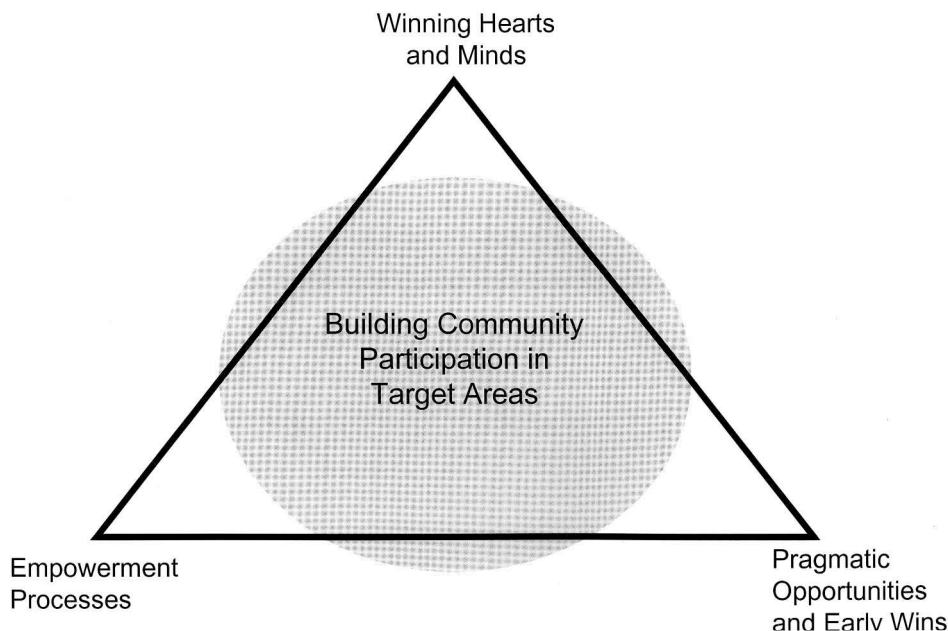 Winning Hearts
and Minds
Building Community
Participation in
Target Areas
Empowerment
Processes
Pragmatic
Opportunities
and Early Wins